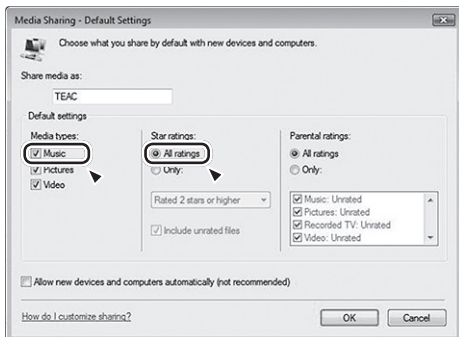 Media Sharing - Default Settings
Choose what you share by default with new devices and computers.
Share media as:
TEAC
Default settings
Media types:
Music
Pictures
Video
Star ratings:
All ratings
Only:
Rated 2 stars or higher
Include unrated files
Parental ratings:
All ratings
Only:
Music: Unrated
Pictures: Unrated
Recorded TV: Unrated
Video: Unrated
Allow new devices and computers automatically (not recommended)
How do I customize sharing?
OK
Cancel